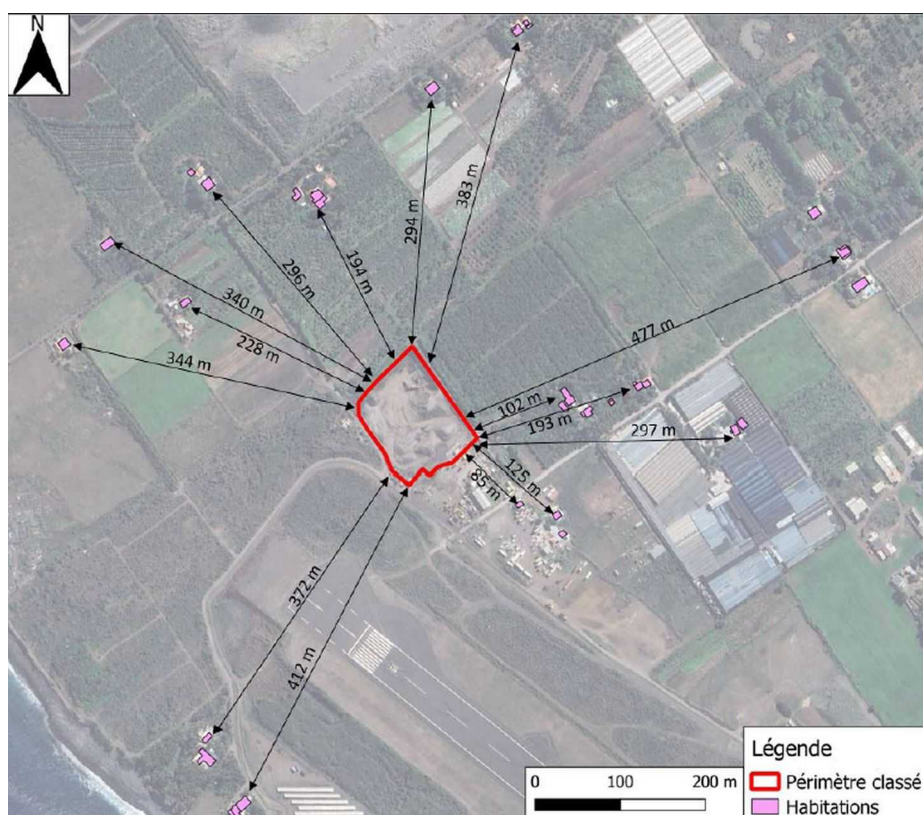 N
383 m
294 m
194 m
296 m
340 m
228 m
344 m
477 m
102 m
193 m
297 m
125 m
85 m
372 m
412 m
0 100 200 m
Légende
Périmètre classé
Habitations